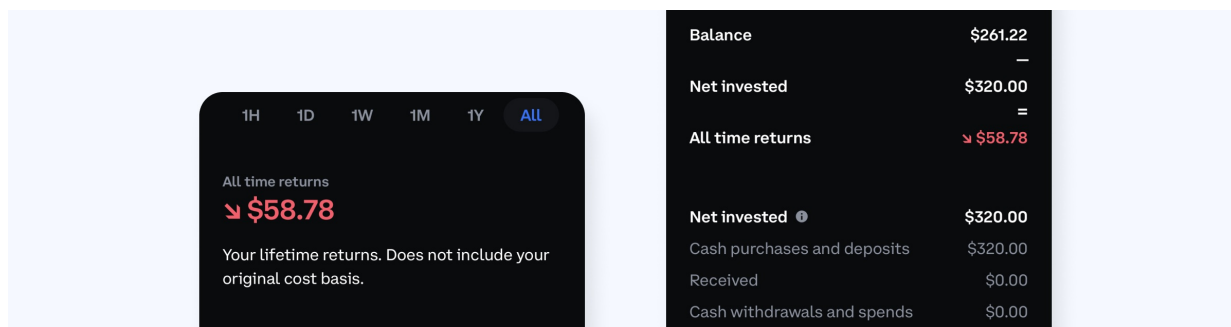 1H 1D 1W 1M 1Y All
All time returns
↘ $58.78
Your lifetime returns. Does not include your
original cost basis.
Balance $261.22
–
Net invested $320.00
=
All time returns ↘ $58.78
Net invested $320.00
Cash purchases and deposits $320.00
Received $0.00
Cash withdrawals and spends $0.00